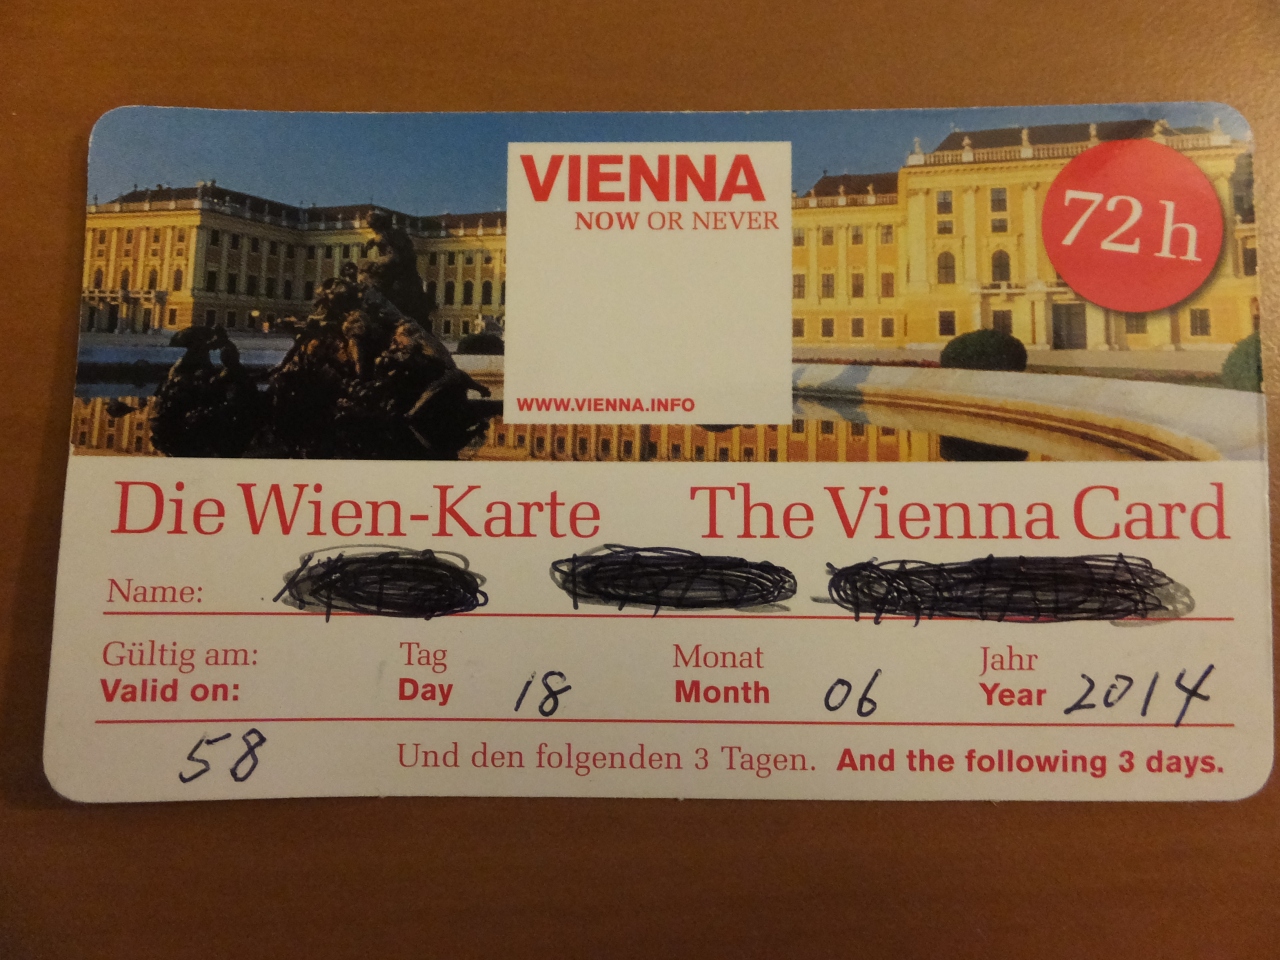 VIENNA
NOW OR NEVER
72 h
WWW.VIENNA.INFO
Die Wien-Karte The Vienna Card
Name:
Gültig am: Tag Monat Jahr
Valid on: Day 18 Month 06 Year 2014
58 Und den folgenden 3 Tagen. And the following 3 days.